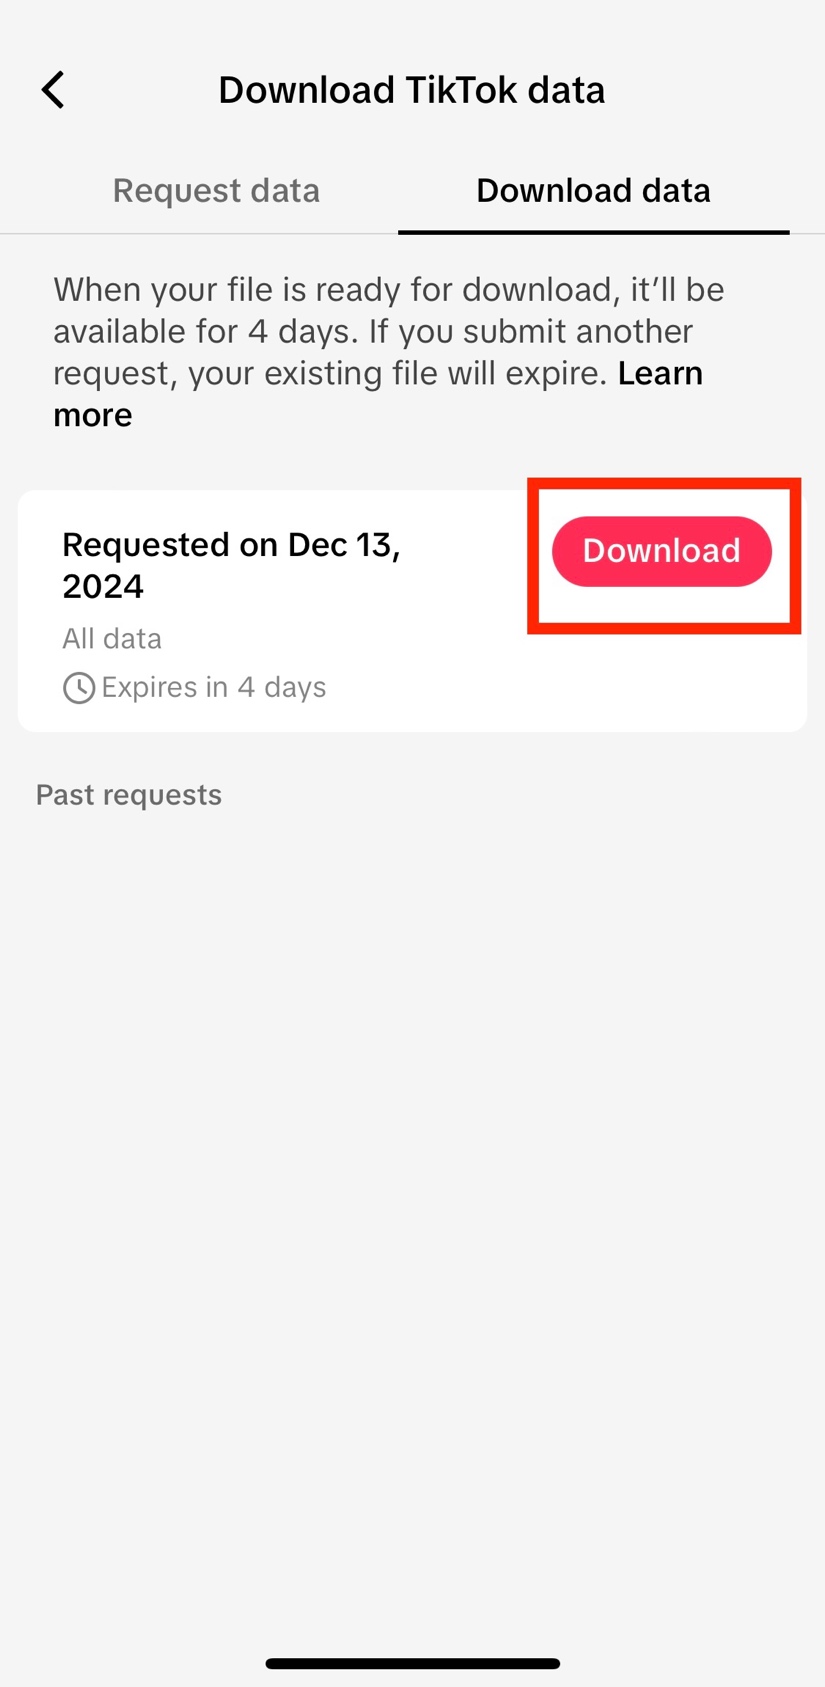 Download TikTok data
Request data
Download data
When your file is ready for download, it’ll be
available for 4 days. If you submit another
request, your existing file will expire. Learn
more
Requested on Dec 13,
2024
Download
All data
Expires in 4 days
Past requests